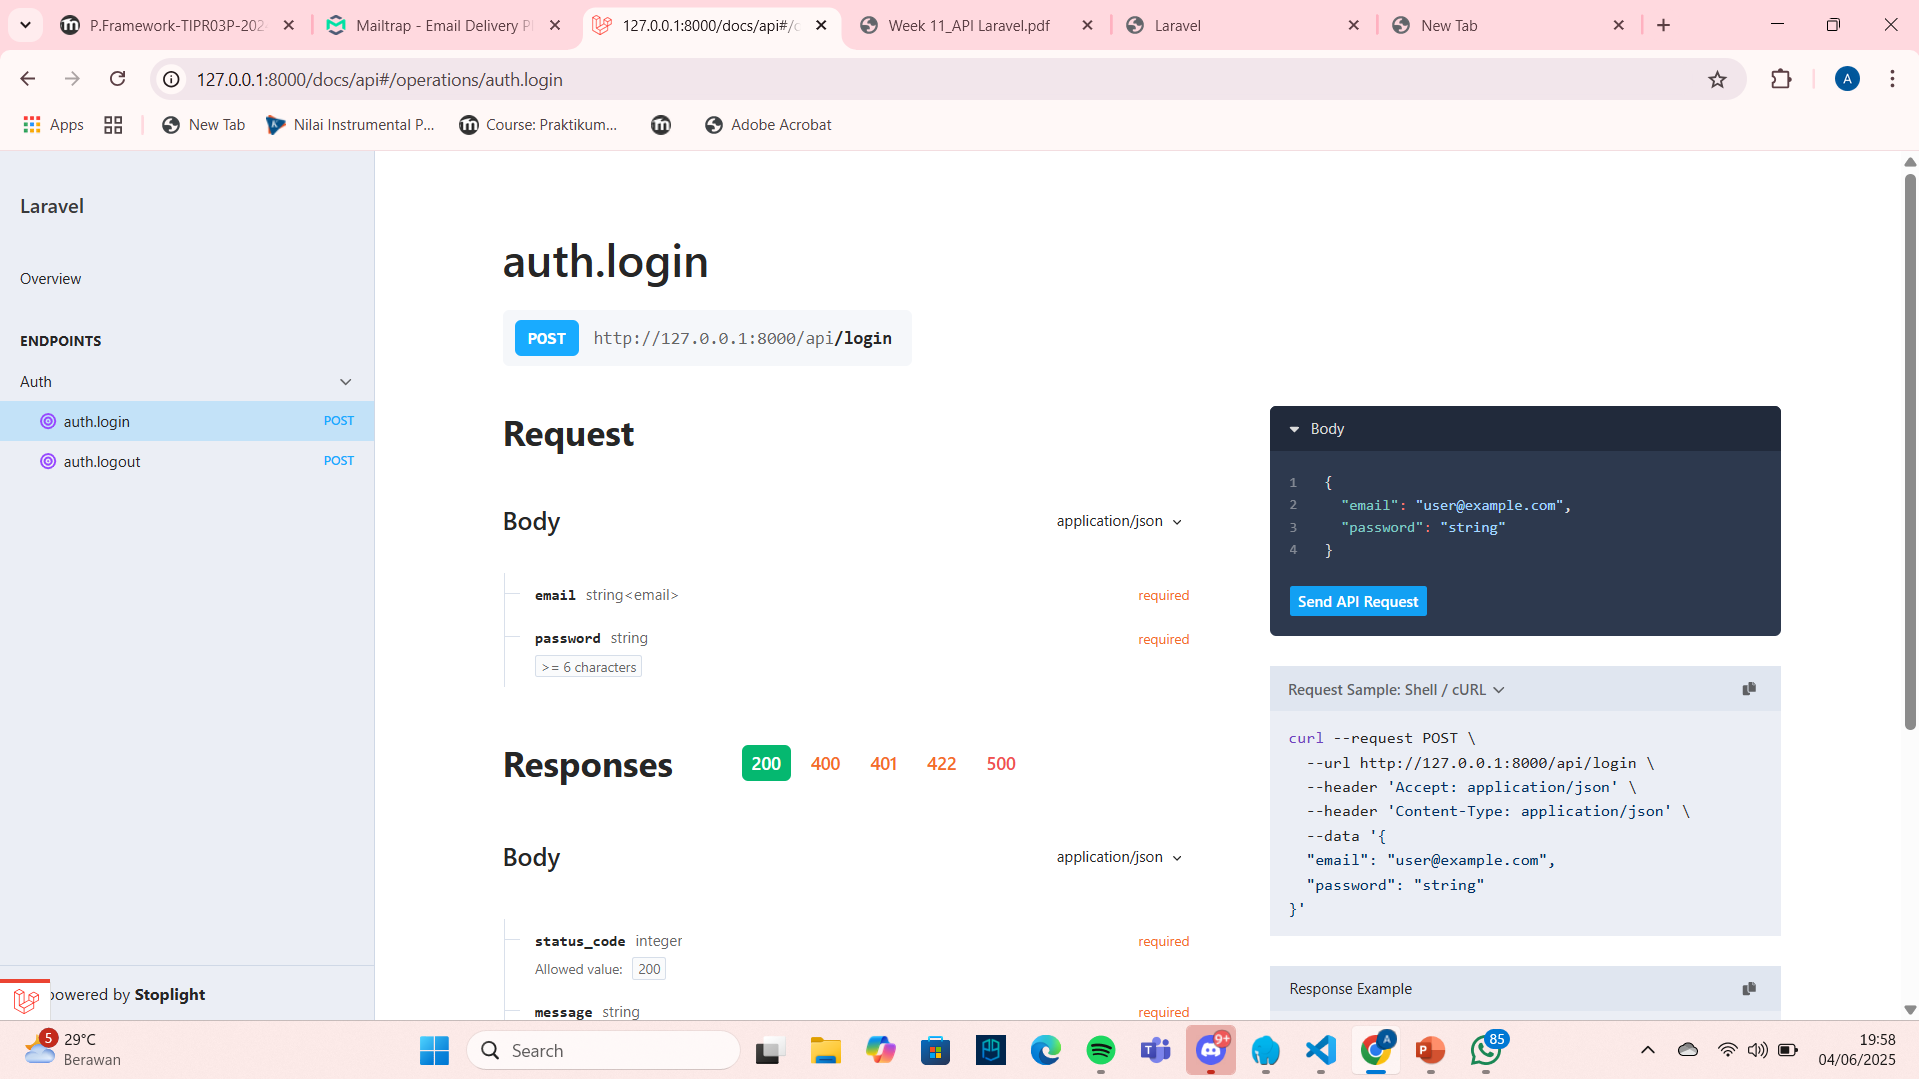 P.Framework-TIPR03P-202
Mailtrap - Email Delivery P
127.0.0.1:8000/docs/api#/o
Week 11_API Laravel.pdf
Laravel
New Tab
127.0.0.1:8000/docs/api#/operations/auth.login
A
Apps
New Tab
Nilai Instrumental P...
Course: Praktikum...
Adobe Acrobat
Laravel
Overview
ENDPOINTS
Auth
auth.login POST
auth.logout POST
powered by Stoplight
auth.login
POST http://127.0.0.1:8000/api/login
Request
Body application/json
email string<email> required
password string required
>= 6 characters
Responses 200 400 401 422 500
Body application/json
status_code integer required
Allowed value: 200
message string required
Body
1 {
2 "email": "user@example.com",
3 "password": "string"
4 }
Send API Request
Request Sample: Shell / cURL
curl --request POST \
--url http://127.0.0.1:8000/api/login \
--header 'Accept: application/json' \
--header 'Content-Type: application/json' \
--data '{
"email": "user@example.com",
"password": "string"
}'
Response Example
5
29°C
Berawan
Search
9+
A
85
19:58
04/06/2025